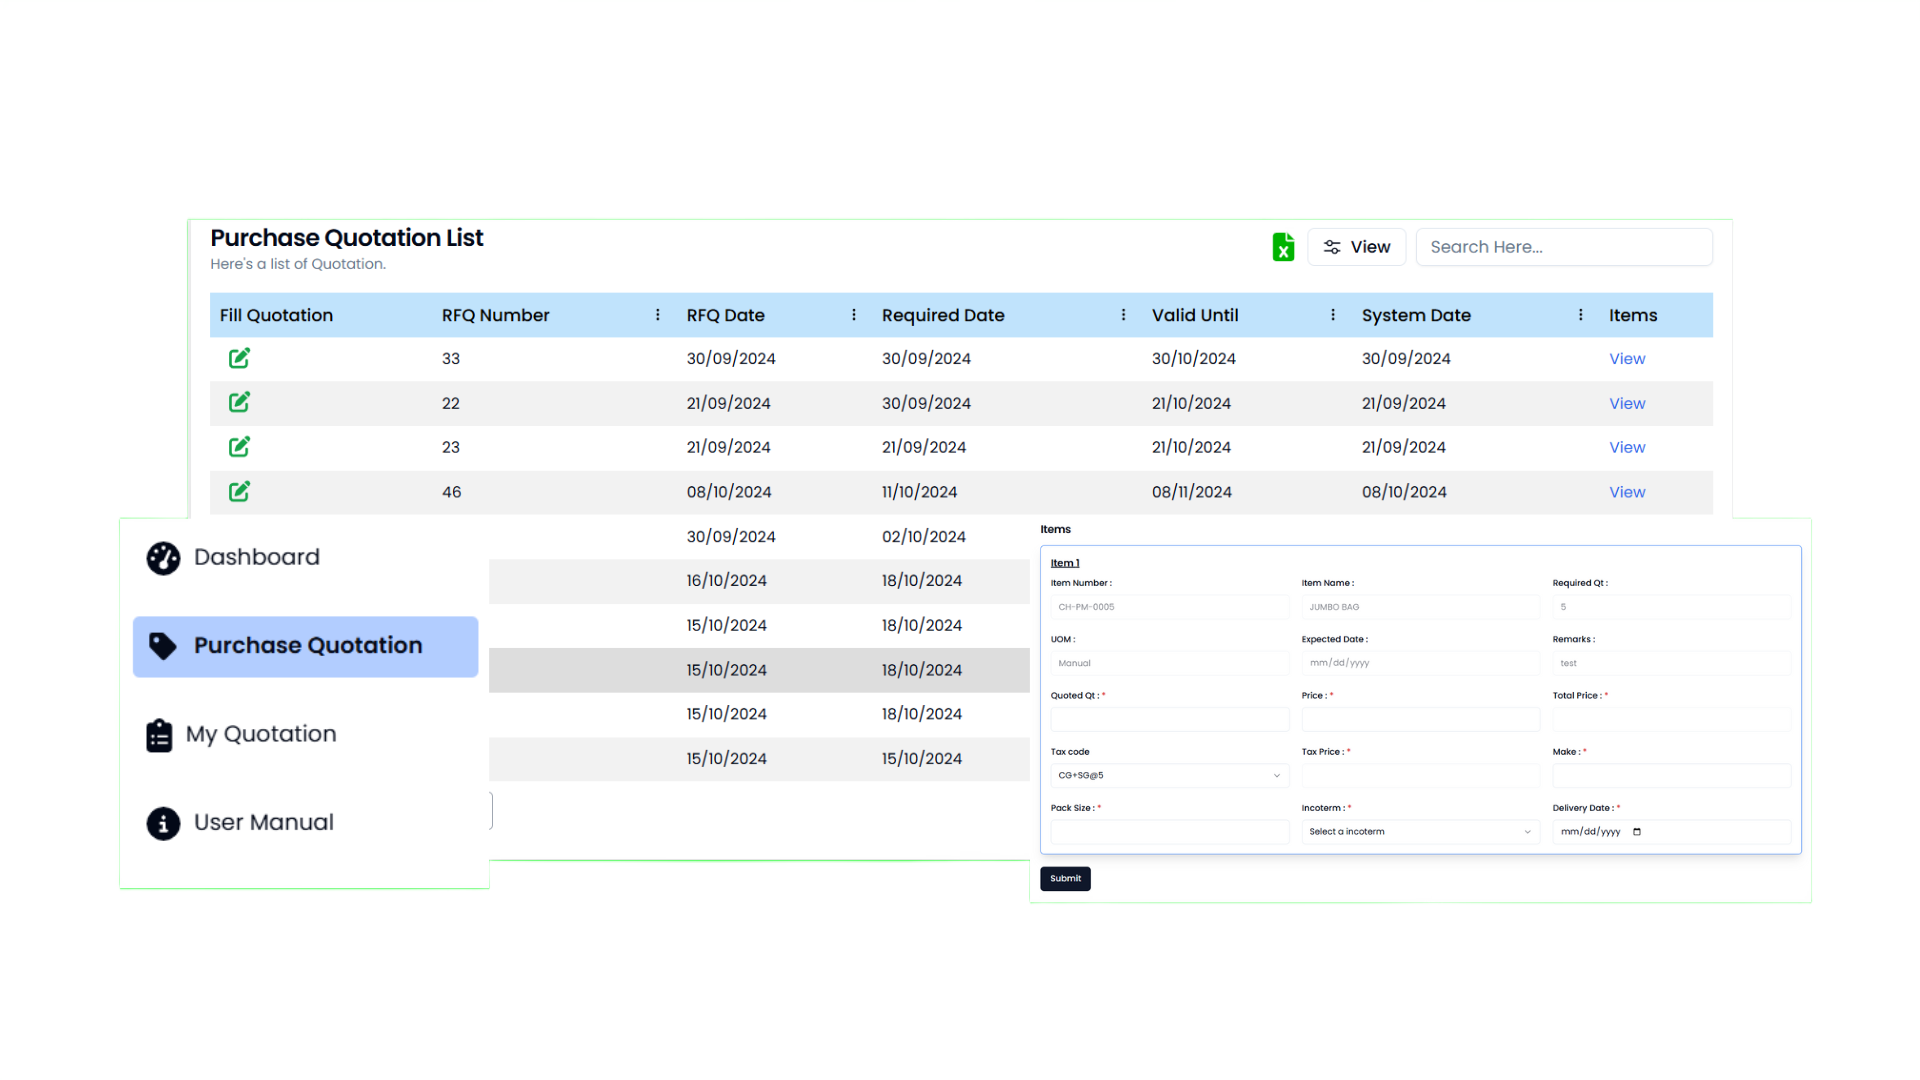 Purchase Quotation List
Here's a list of Quotation.
View
Search Here...
Fill Quotation RFQ Number RFQ Date Required Date Valid Until System Date Items
33 30/09/2024 30/09/2024 30/10/2024 30/09/2024 View
22 21/09/2024 30/09/2024 21/10/2024 21/09/2024 View
23 21/09/2024 21/09/2024 21/10/2024 21/09/2024 View
46 08/10/2024 11/10/2024 08/11/2024 08/10/2024 View
30/09/2024 02/10/2024
16/10/2024 18/10/2024
15/10/2024 18/10/2024
15/10/2024 18/10/2024
15/10/2024 18/10/2024
15/10/2024 15/10/2024
Dashboard
Purchase Quotation
My Quotation
User Manual
Items
Item 1
Item Number : Item Name : Required Qt :
CH-PM-0005 JUMBO BAG 5
UOM : Expected Date : Remarks :
Manual mm/dd/yyyy test
Quoted Qt : * Price : * Total Price : *
Tax code Tax Price : * Make : *
CG+SG@5
Pack Size : * Incoterm : * Delivery Date : *
Select a incoterm mm/dd/yyyy
Submit